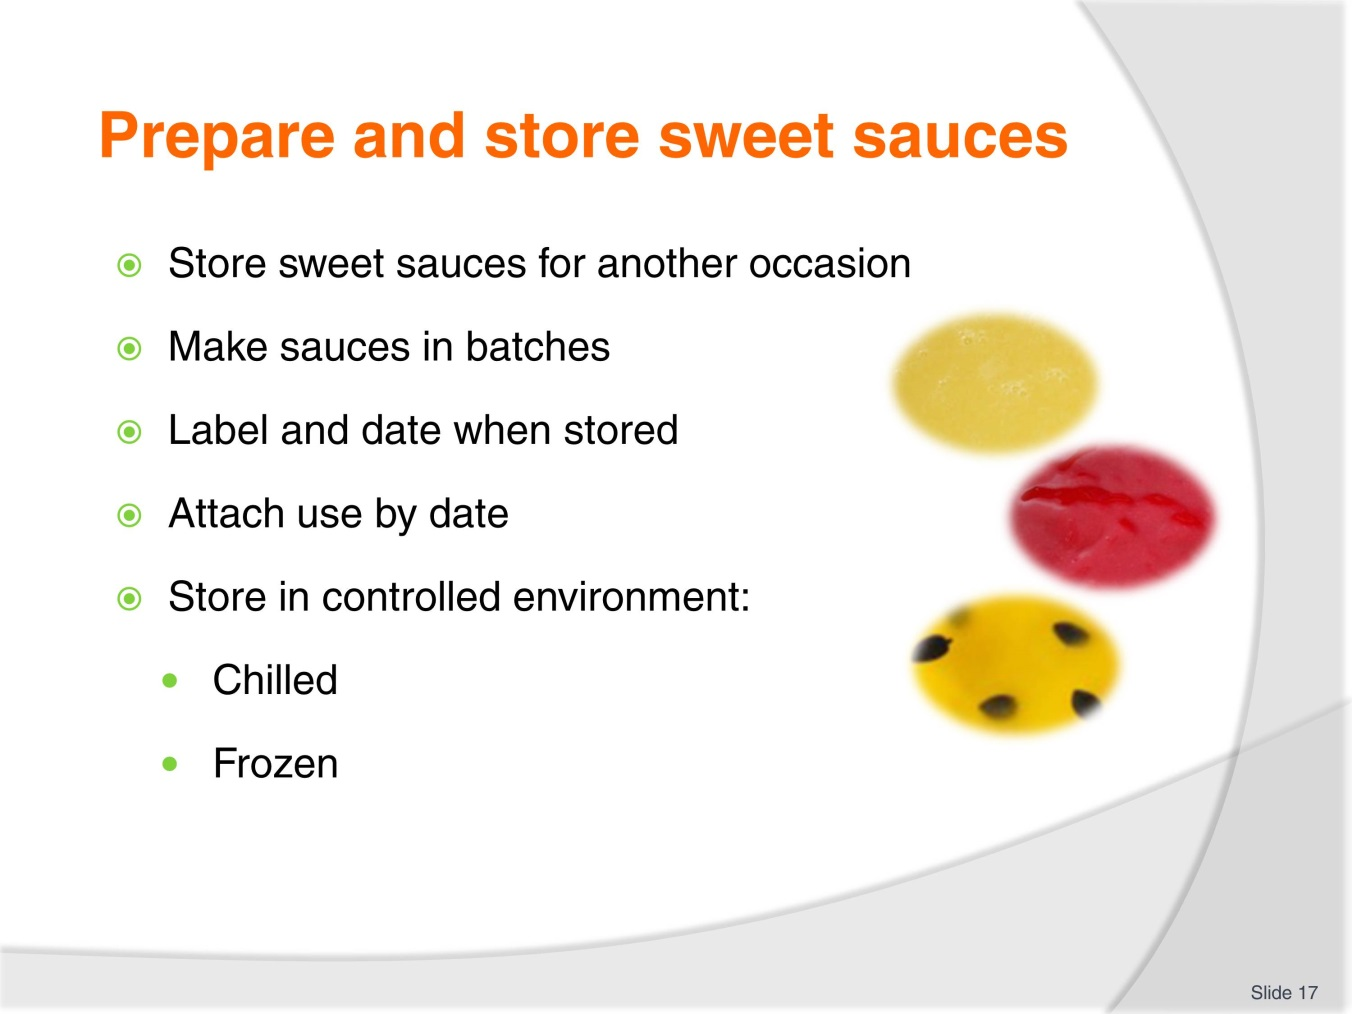 Prepare and store sweet sauces
Store sweet sauces for another occasion
Make sauces in batches
Label and date when stored
Attach use by date
Store in controlled environment:
Chilled
Frozen
Slide 17